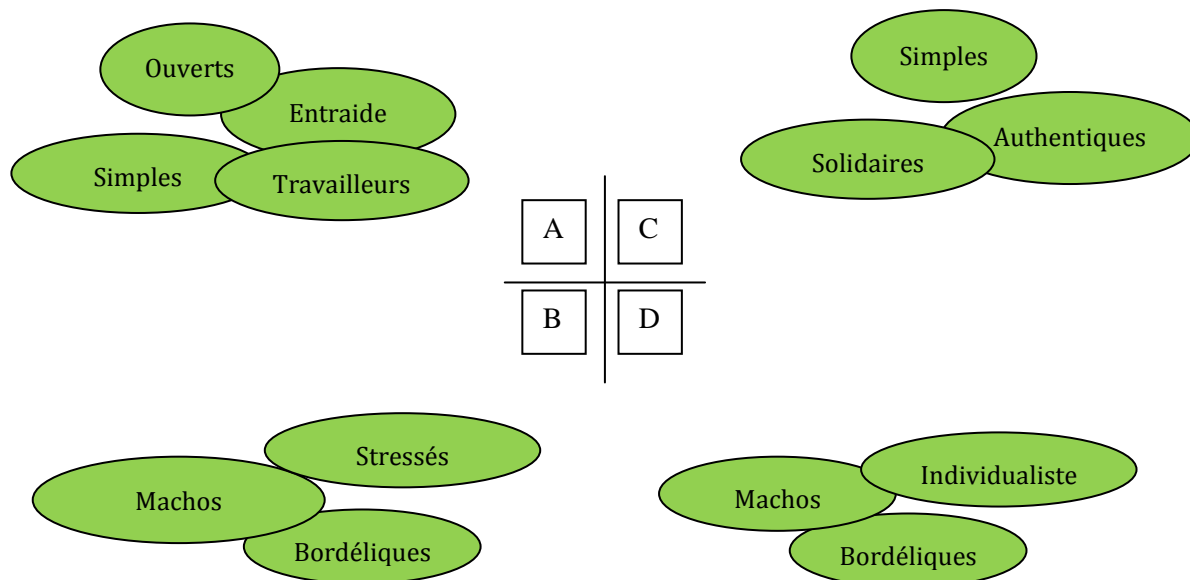 Ouverts
Entraide
Simples
Travailleurs
Simples
Authentiques
Solidaires
A
C
B
D
Stressés
Machos
Bordéliques
Individualiste
Machos
Bordéliques